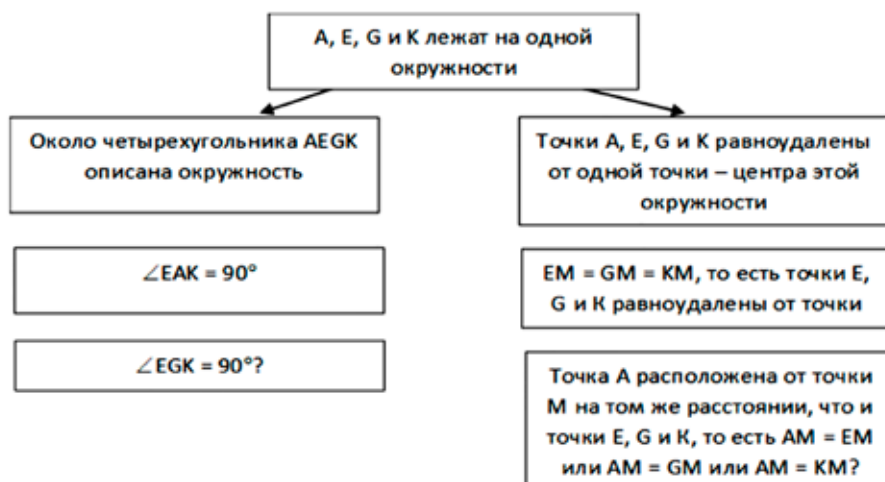 A, E, G и K лежат на одной
окружности
Около четырехугольника AEGK
описана окружность
∠EAK = 90°
∠EGK = 90°?
Точки A, E, G и K равноудалены
от одной точки – центра этой
окружности
EM = GM = KM, то есть точки E,
G и K равноудалены от точки
Точка A расположена от точки
M на том же расстоянии, что и
точки E, G и K, то есть AM = EM
или AM = GM или AM = KM?